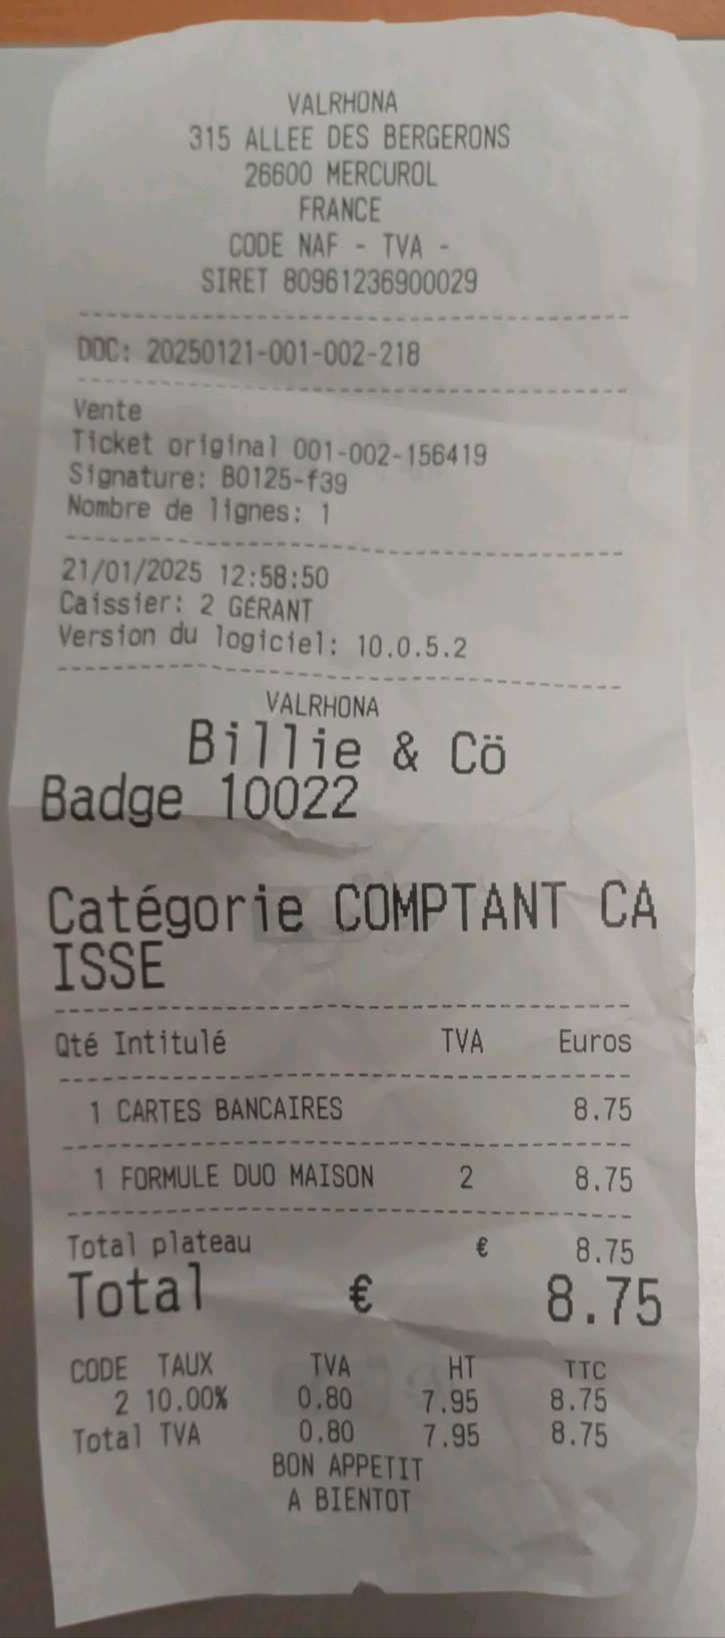 VALRHONA
315 ALLEE DES BERGERONS
26600 MERCUROL
FRANCE
CODE NAF - TVA -
SIRET 80961236900029
DOC: 20250121-001-002-218
Vente
Ticket original 001-002-156419
Signature: B0125-f39
Nombre de lignes: 1
21/01/2025 12:58:50
Caissier: 2 GÉRANT
Version du logiciel: 10.0.5.2
VALRHONA
Billie & Cö
Badge 10022
Catégorie COMPTANT CA
ISSE
Qté Intitulé TVA Euros
1 CARTES BANCAIRES 8.75
1 FORMULE DUO MAISON 2 8.75
Total plateau € 8.75
Total € 8.75
CODE TAUX TVA HT TTC
2 10.00% 0.80 7.95 8.75
Total TVA 0.80 7.95 8.75
BON APPETIT
A BIENTOT